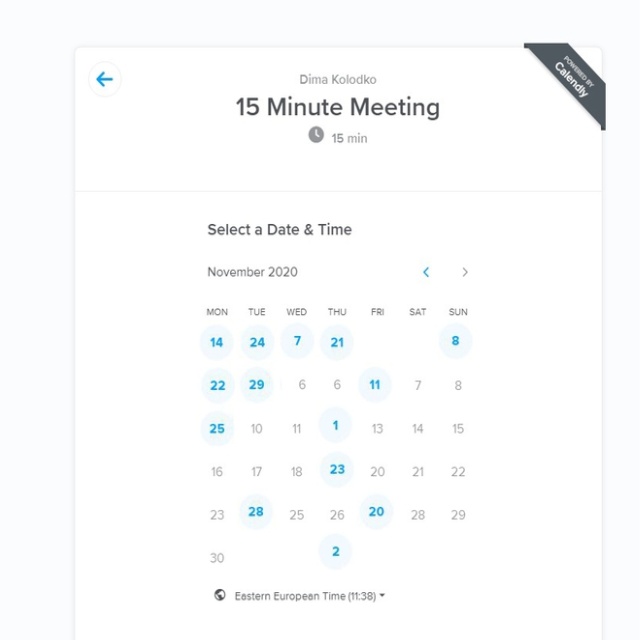 POWERED BY
Calendly
Dima Kolodko
15 Minute Meeting
15 min
Select a Date & Time
November 2020
MON TUE WED THU FRI SAT SUN
14 24 7 21 8
22 29 6 6 11 7 8
25 10 11 1 13 14 15
16 17 18 23 20 21 22
23 28 25 26 20 28 29
30 2
Eastern European Time (11:38)